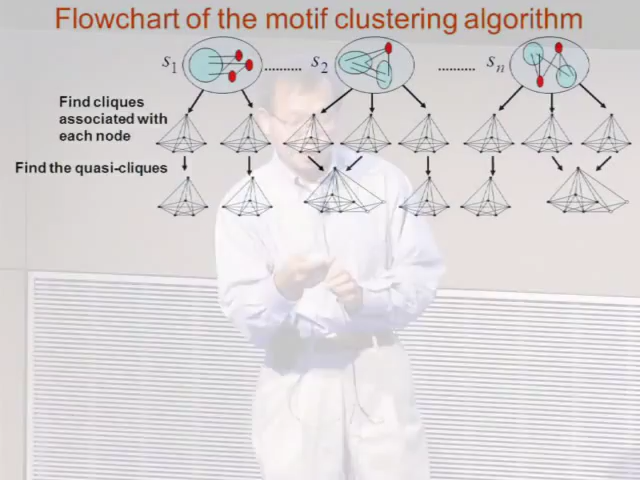 Flowchart of the motif clustering algorithm
s1 .......... s2 .......... sn
Find cliques
associated with
each node
Find the quasi-cliques